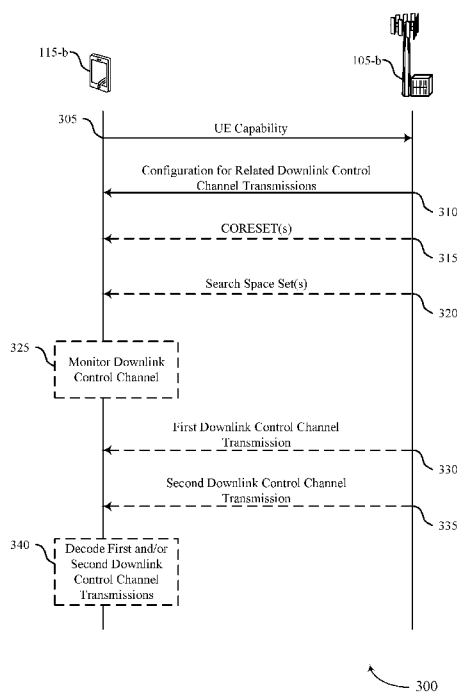 115-b
105-b
305
UE Capability
Configuration for Related Downlink Control
Channel Transmissions
310
CORESET(s)
315
Search Space Set(s)
320
325
Monitor Downlink
Control Channel
First Downlink Control Channel
Transmission
330
Second Downlink Control Channel
Transmission
335
340
Decode First and/or
Second Downlink
Control Channel
Transmissions
300